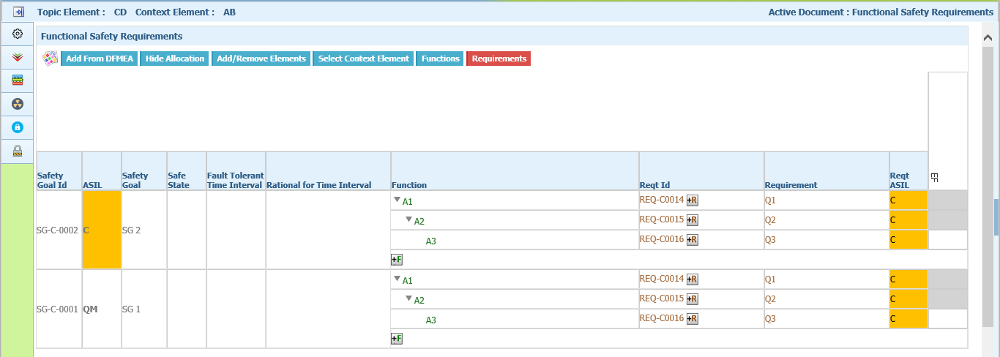 Topic Element : CD Context Element : AB Active Document : Functional Safety Requirements
Functional Safety Requirements
Add From DFMEA Hide Allocation Add/Remove Elements Select Context Element Functions Requirements
Safety Goal Id ASIL Safety Goal Safe State Fault Tolerant Time Interval Rational for Time Interval Function Reqt Id Requirement Reqt ASIL EF
A1 REQ-C0014 +R Q1 C
SG-C-0002 C SG 2 A2 REQ-C0015 +R Q2 C
A3 REQ-C0016 +R Q3 C
+F
A1 REQ-C0014 +R Q1 C
SG-C-0001 QM SG 1 A2 REQ-C0015 +R Q2 C
A3 REQ-C0016 +R Q3 C
+F